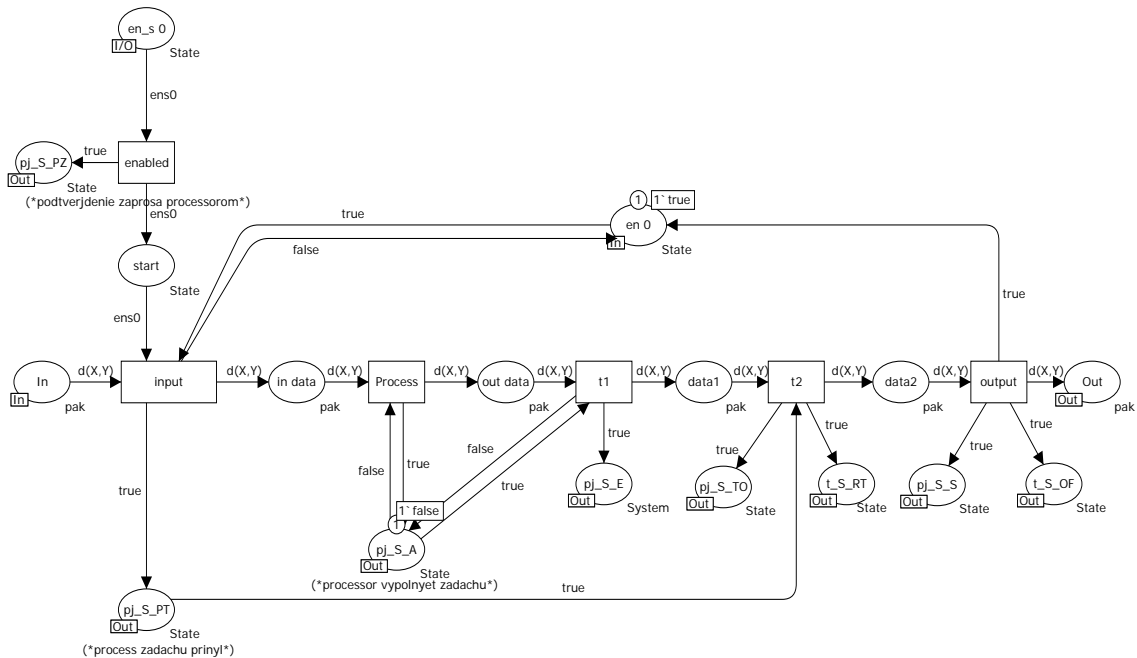 en_s 0
I/O
State
ens0
true
enabled
pj_S_PZ
Out
State
(*podtverjdenie zaprosa processorom*)
ens0
1
1`true
true
en 0
In
State
false
start
State
true
ens0
In
In
pak
d(X,Y)
input
d(X,Y)
in data
pak
d(X,Y)
Process
d(X,Y)
out data
pak
d(X,Y)
t1
d(X,Y)
data1
pak
d(X,Y)
t2
d(X,Y)
data2
pak
d(X,Y)
output
d(X,Y)
Out
Out
pak
true
false
true
false
true
true
true
true
true
true
pj_S_E
Out
System
pj_S_TO
Out
State
t_S_RT
Out
State
pj_S_S
Out
State
t_S_OF
Out
State
1`false
1
pj_S_A
Out
State
(*processor vypolnyet zadachu*)
true
pj_S_PT
Out
State
(*process zadachu prinyl*)